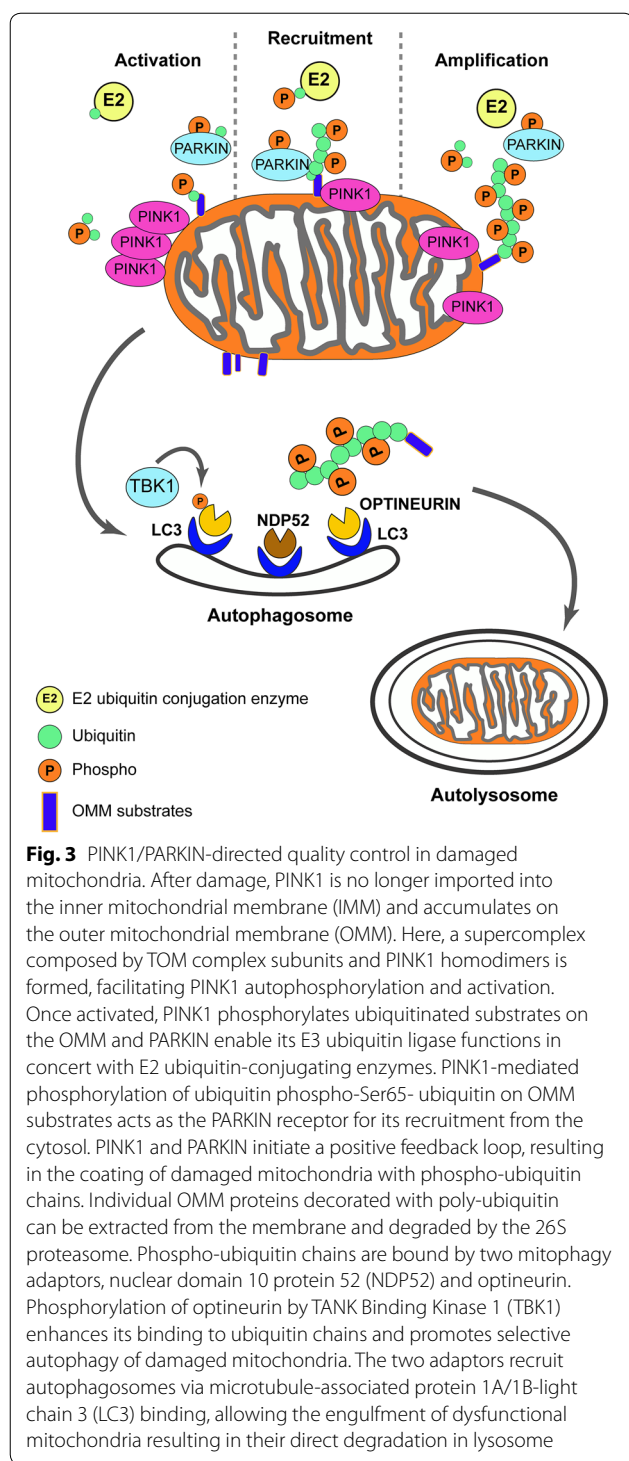 Activation
Recruitment
Amplification
E2
P
E2
P
E2
P
PARKIN
P
P
PARKIN
P
P
PARKIN
P
P
P
P
P
P
P
PINK1
PINK1
PINK1
PINK1
PINK1
PINK1
P
P
P
P
TBK1
P
LC3
NDP52
OPTINEURIN
LC3
Autophagosome
E2 E2 ubiquitin conjugation enzyme
Ubiquitin
P Phospho
OMM substrates
Autolysosome
Fig. 3 PINK1/PARKIN-directed quality control in damaged
mitochondria. After damage, PINK1 is no longer imported into
the inner mitochondrial membrane (IMM) and accumulates on
the outer mitochondrial membrane (OMM). Here, a supercomplex
composed by TOM complex subunits and PINK1 homodimers is
formed, facilitating PINK1 autophosphorylation and activation.
Once activated, PINK1 phosphorylates ubiquitinated substrates on
the OMM and PARKIN enable its E3 ubiquitin ligase functions in
concert with E2 ubiquitin-conjugating enzymes. PINK1-mediated
phosphorylation of ubiquitin phospho-Ser65- ubiquitin on OMM
substrates acts as the PARKIN receptor for its recruitment from the
cytosol. PINK1 and PARKIN initiate a positive feedback loop, resulting
in the coating of damaged mitochondria with phospho-ubiquitin
chains. Individual OMM proteins decorated with poly-ubiquitin
can be extracted from the membrane and degraded by the 26S
proteasome. Phospho-ubiquitin chains are bound by two mitophagy
adaptors, nuclear domain 10 protein 52 (NDP52) and optineurin.
Phosphorylation of optineurin by TANK Binding Kinase 1 (TBK1)
enhances its binding to ubiquitin chains and promotes selective
autophagy of damaged mitochondria. The two adaptors recruit
autophagosomes via microtubule-associated protein 1A/1B-light
chain 3 (LC3) binding, allowing the engulfment of dysfunctional
mitochondria resulting in their direct degradation in lysosome